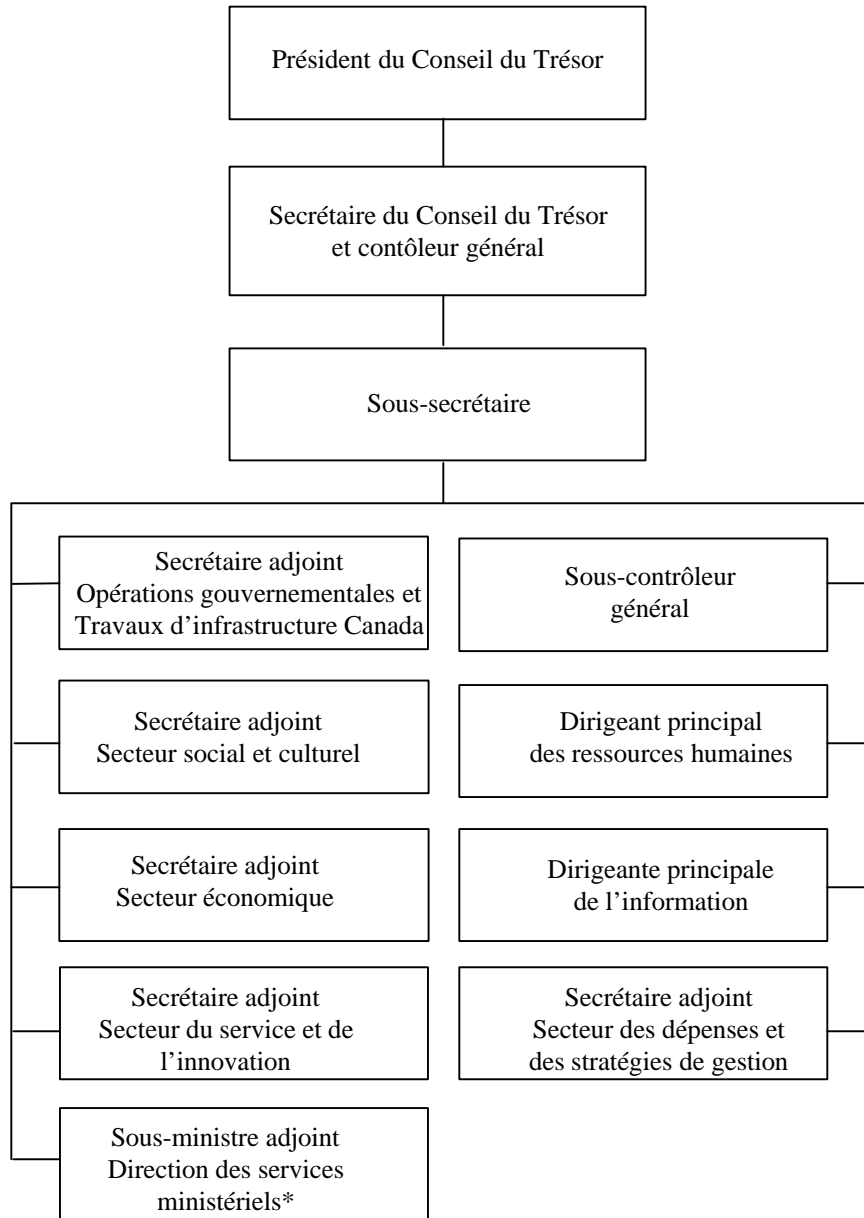 Président du Conseil du Trésor
Secrétaire du Conseil du Trésor
et contôleur général
Sous-secrétaire
Secrétaire adjoint
Opérations gouvernementales et
Travaux d’infrastructure Canada
Sous-contrôleur
général
Secrétaire adjoint
Secteur social et culturel
Dirigeant principal
des ressources humaines
Secrétaire adjoint
Secteur économique
Dirigeante principale
de l’information
Secrétaire adjoint
Secteur du service et de
l’innovation
Secrétaire adjoint
Secteur des dépenses et
des stratégies de gestion
Sous-ministre adjoint
Direction des services
ministériels*